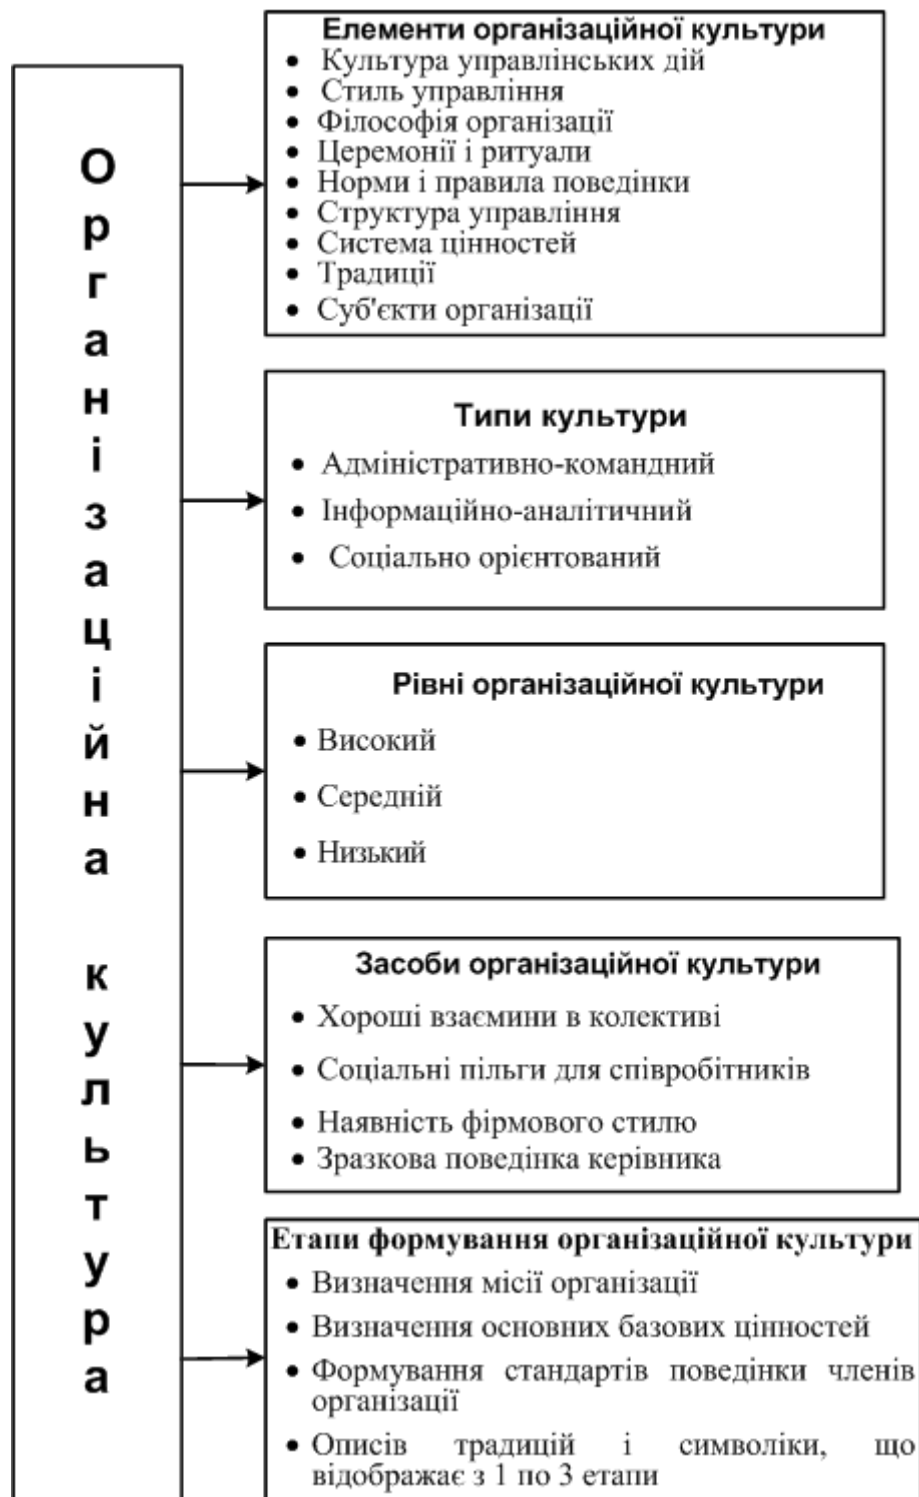 Організаційна культура
Елементи організаційної культури
• Культура управлінських дій
• Стиль управління
• Філософія організації
• Церемонії і ритуали
• Норми і правила поведінки
• Структура управління
• Система цінностей
• Традиції
• Суб'єкти організації
Типи культури
• Адміністративно-командний
• Інформаційно-аналітичний
• Соціально орієнтований
Рівні організаційної культури
• Високий
• Середній
• Низький
Засоби організаційної культури
• Хороші взаємини в колективі
• Соціальні пільги для співробітників
• Наявність фірмового стилю
• Зразкова поведінка керівника
Етапи формування організаційної культури
• Визначення місії організації
• Визначення основних базових цінностей
• Формування стандартів поведінки членів
організації
• Описів традицій і символіки, що
відображає з 1 по 3 етапи